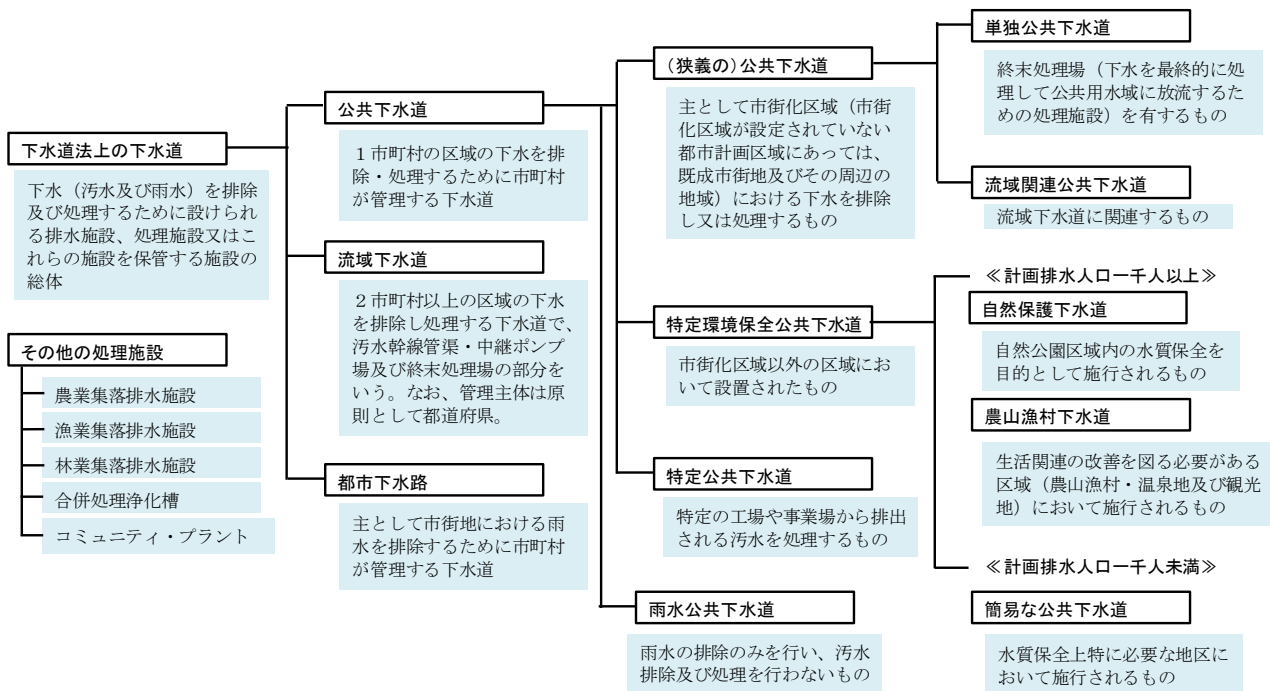 下水道法上の下水道
下水（汚水及び雨水）を排除
及び処理するために設けられ
る排水施設、処理施設又はこ
れらの施設を保管する施設の
総体
その他の処理施設
農業集落排水施設
漁業集落排水施設
林業集落排水施設
合併処理浄化槽
コミュニティ・プラント
公共下水道
１市町村の区域の下水を排
除・処理するために市町村
が管理する下水道
流域下水道
２市町村以上の区域の下水
を排除し処理する下水道で、
汚水幹線管渠・中継ポンプ
場及び終末処理場の部分を
いう。なお、管理主体は原
則として都道府県。
都市下水路
主として市街地における雨
水を排除するために市町村
が管理する下水道
（狭義の）公共下水道
主として市街化区域（市街
化区域が設定されていない
都市計画区域にあっては、
既成市街地及びその周辺の
地域）における下水を排除
し又は処理するもの
特定環境保全公共下水道
市街化区域以外の区域にお
いて設置されたもの
特定公共下水道
特定の工場や事業場から排出
される汚水を処理するもの
雨水公共下水道
雨水の排除のみを行い、汚水
排除及び処理を行わないもの
単独公共下水道
終末処理場（下水を最終的に処
理して公共用水域に放流するた
めの処理施設）を有するもの
流域関連公共下水道
流域下水道に関連するもの
≪計画排水人口一千人以上≫
自然保護下水道
自然公園区域内の水質保全を
目的として施行されるもの
農山漁村下水道
生活関連の改善を図る必要がある
区域（農山漁村・温泉地及び観光
地）において施行されるもの
≪計画排水人口一千人未満≫
簡易な公共下水道
水質保全上特に必要な地区に
おいて施行されるもの